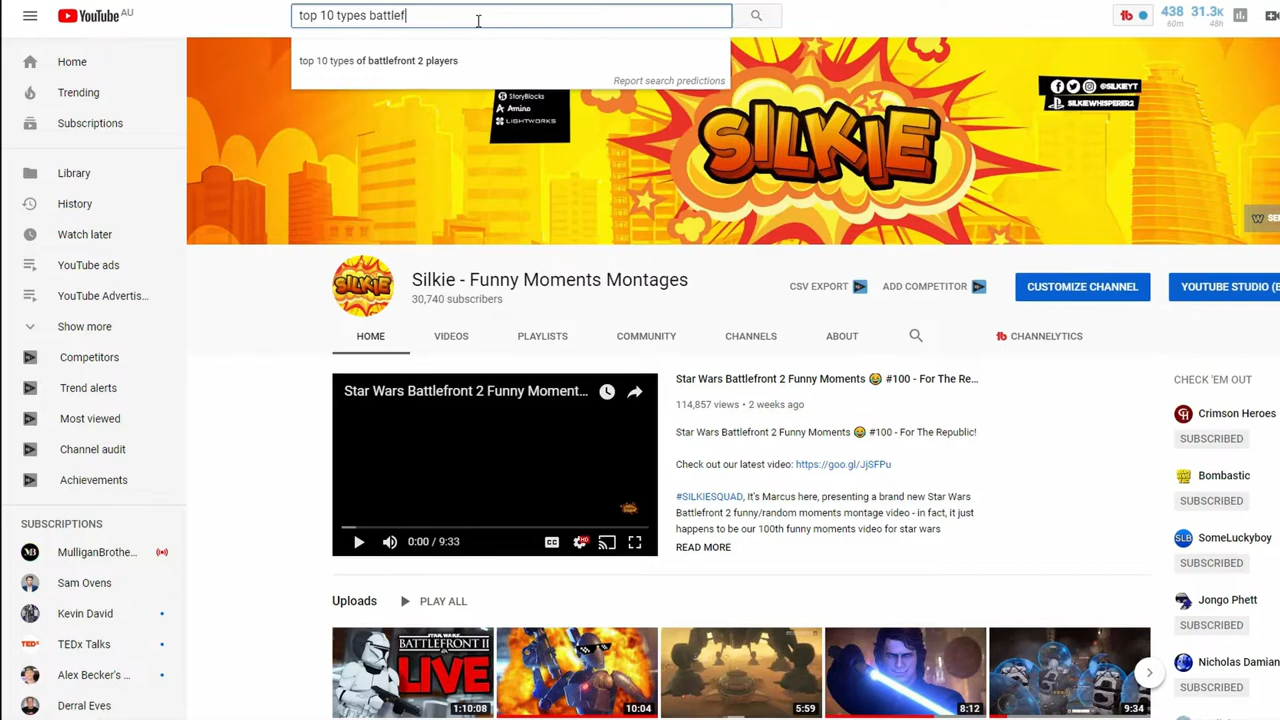 YouTube AU
top 10 types battlef
438
60m
31.3k
48h
top 10 types of battlefront 2 players
Report search predictions
Home
Trending
Subscriptions
Library
History
Watch later
YouTube ads
YouTube Advertis...
Show more
Competitors
Trend alerts
Most viewed
Channel audit
Achievements
SUBSCRIPTIONS
MulliganBrothe...
Sam Ovens
Kevin David
TEDx Talks
Alex Becker's ...
Derral Eves
StoryBlocks
Amino
LIGHTWORKS
SILKIE
@SILKIEYT
SILKIEWHISPERER2
SILKIE
Silkie - Funny Moments Montages
30,740 subscribers
CSV EXPORT
ADD COMPETITOR
CUSTOMIZE CHANNEL
YOUTUBE STUDIO (B
HOME
VIDEOS
PLAYLISTS
COMMUNITY
CHANNELS
ABOUT
CHANNELYTICS
Star Wars Battlefront 2 Funny Moment...
0:00 / 9:33
Star Wars Battlefront 2 Funny Moments 😂 #100 - For The Re...
114,857 views • 2 weeks ago
Star Wars Battlefront 2 Funny Moments 😂 #100 - For The Republic!
Check out our latest video: https://goo.gl/JjSFPu
#SILKIESQUAD, It's Marcus here, presenting a brand new Star Wars
Battlefront 2 funny/random moments montage video - in fact, it just
happens to be our 100th funny moments video for star wars
READ MORE
CHECK 'EM OUT
Crimson Heroes
SUBSCRIBED
Bombastic
SUBSCRIBED
SomeLuckyboy
SUBSCRIBED
Jongo Phett
SUBSCRIBED
Nicholas Damian
SUBSCRIBED
Uploads
PLAY ALL
BATTLEFRONT II
LIVE
1:10:08
10:04
5:59
8:12
9:34